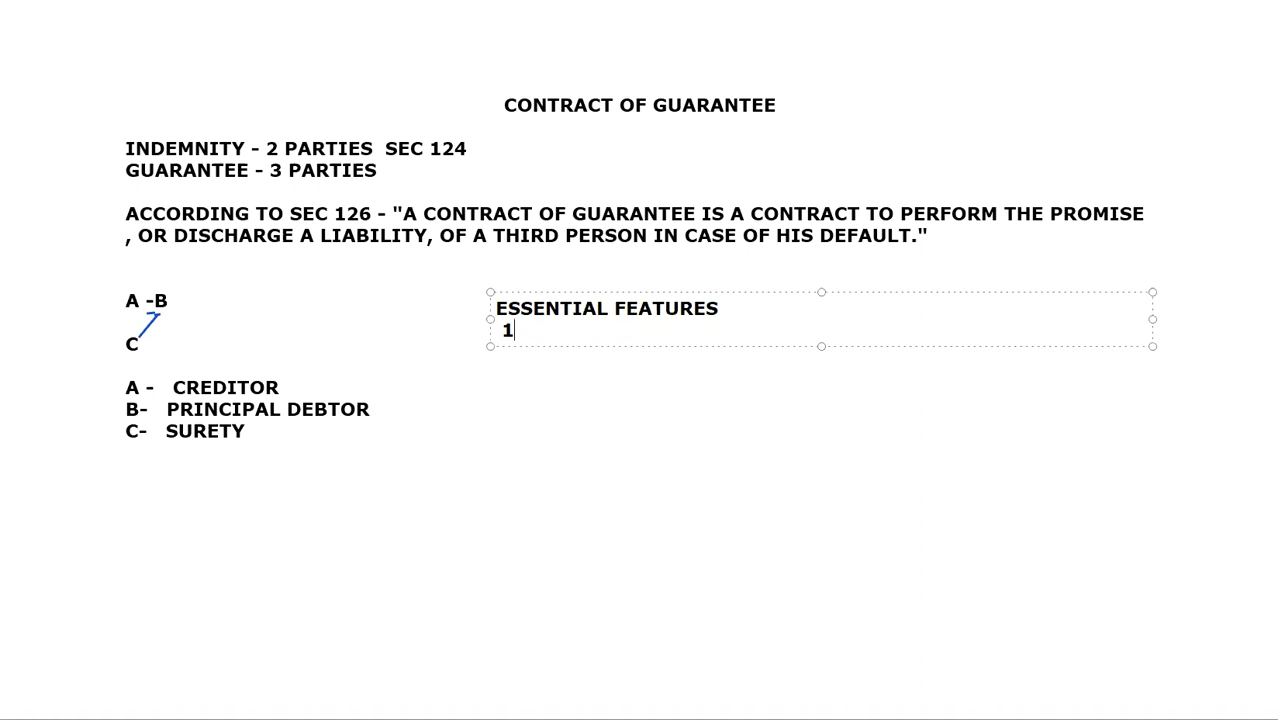 CONTRACT OF GUARANTEE
INDEMNITY - 2 PARTIES  SEC 124
GUARANTEE - 3 PARTIES
ACCORDING TO SEC 126 - "A CONTRACT OF GUARANTEE IS A CONTRACT TO PERFORM THE PROMISE
, OR DISCHARGE A LIABILITY, OF A THIRD PERSON IN CASE OF HIS DEFAULT."
A -B
C
A -   CREDITOR
B-   PRINCIPAL DEBTOR
C-   SURETY
ESSENTIAL FEATURES
1